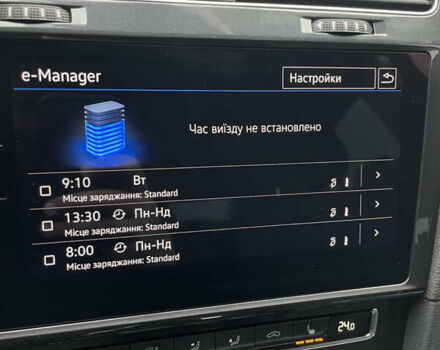 e-Manager
Настройки
Час виїзду не встановлено
9:10 Вт
Місце заряджання: Standard
13:30 Пн-Нд
Місце заряджання: Standard
8:00 Пн-Нд
Місце заряджання: Standard
24.0